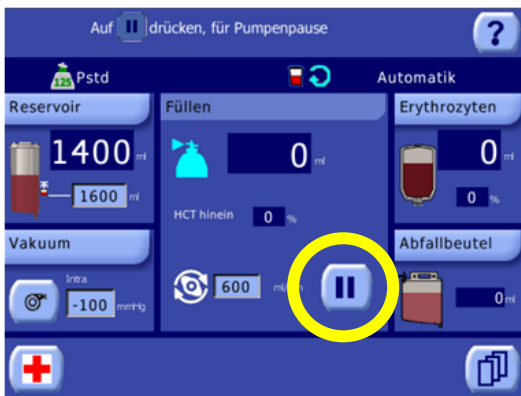 Auf drücken, für Pumpenpause
?
125 Pstd
Automatik
Reservoir
1400 ml
1600 ml
Füllen
0 ml
HCT hinein 0 %
600
Erythrozyten
0 ml
0 %
Vakuum
Intra
-100 mmHg
Abfallbeutel
0 ml